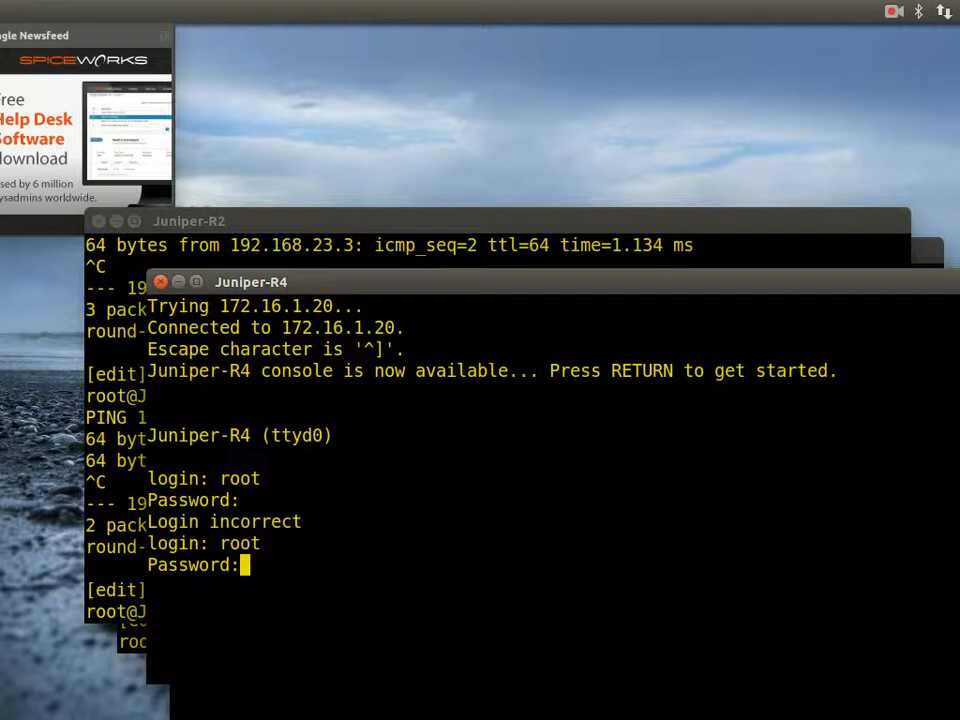 gle Newsfeed
SPICEWORKS
ree
Help Desk
Software
download
sed by 6 million
ysadmins worldwide.
Juniper-R2
64 bytes from 192.168.23.3: icmp_seq=2 ttl=64 time=1.134 ms
^C
--- 19
3 pack
round-
[edit]
root@J
PING 1
64 byt
64 byt
^C
--- 19
2 pack
round-
[edit]
root@J
roo
Juniper-R4
Trying 172.16.1.20...
Connected to 172.16.1.20.
Escape character is '^]'.
Juniper-R4 console is now available... Press RETURN to get started.
Juniper-R4 (ttyd0)
login: root
Password:
Login incorrect
login: root
Password: